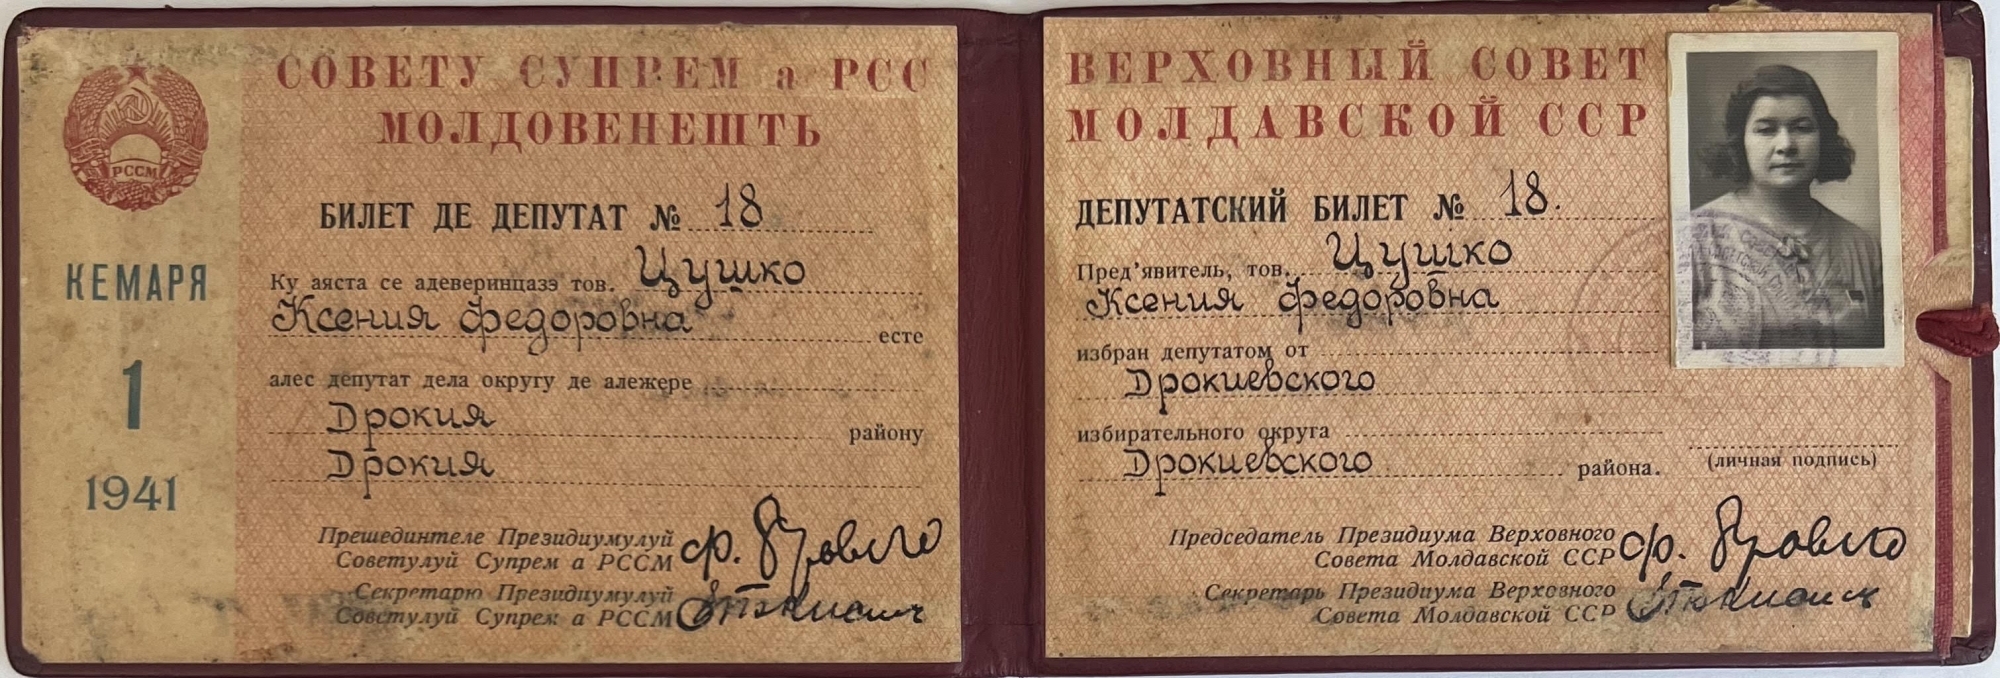 РССМ
КЕМАРЯ
1
1941
СОВЕТУ СУПРЕМ а РСС
МОЛДОВЕНЕШТЬ
БИЛЕТ ДЕ ДЕПУТАТ № 18
Ку аяста се адеверинцазэ тов. Цушко
Ксения Федоровна есте
алес депутат дела округу де алежере
Дрокия району
Дрокия
Прешединтеле Президиумулуй
Советулуй Супрем а РССМ
Секретарю Президиумулуй
Советулуй Супрем а РССМ
ВЕРХОВНЫЙ СОВЕТ
МОЛДАВСКОЙ ССР
ДЕПУТАТСКИЙ БИЛЕТ № 18.
Пред'явитель, тов. Цушко
Ксения Федоровна
избран депутатом от
Дрокиевского
избирательного округа
Дрокиевского района.
(личная подпись)
Председатель Президиума Верховного
Совета Молдавской ССР
Секретарь Президиума Верховного
Совета Молдавской ССР